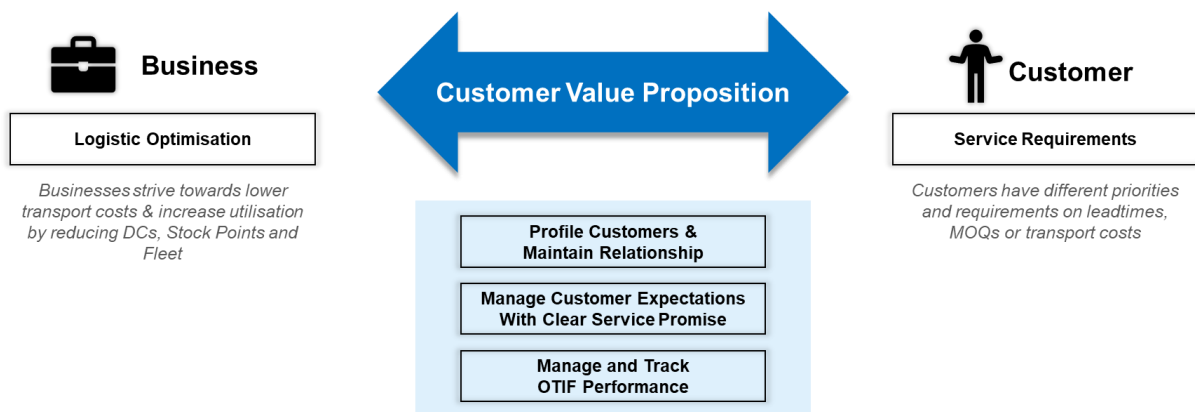 Business
Logistic Optimisation
Businesses strive towards lower
transport costs & increase utilisation
by reducing DCs, Stock Points and
Fleet
Customer Value Proposition
Profile Customers &
Maintain Relationship
Manage Customer Expectations
With Clear Service Promise
Manage and Track
OTIF Performance
Customer
Service Requirements
Customers have different priorities
and requirements on leadtimes,
MOQs or transport costs